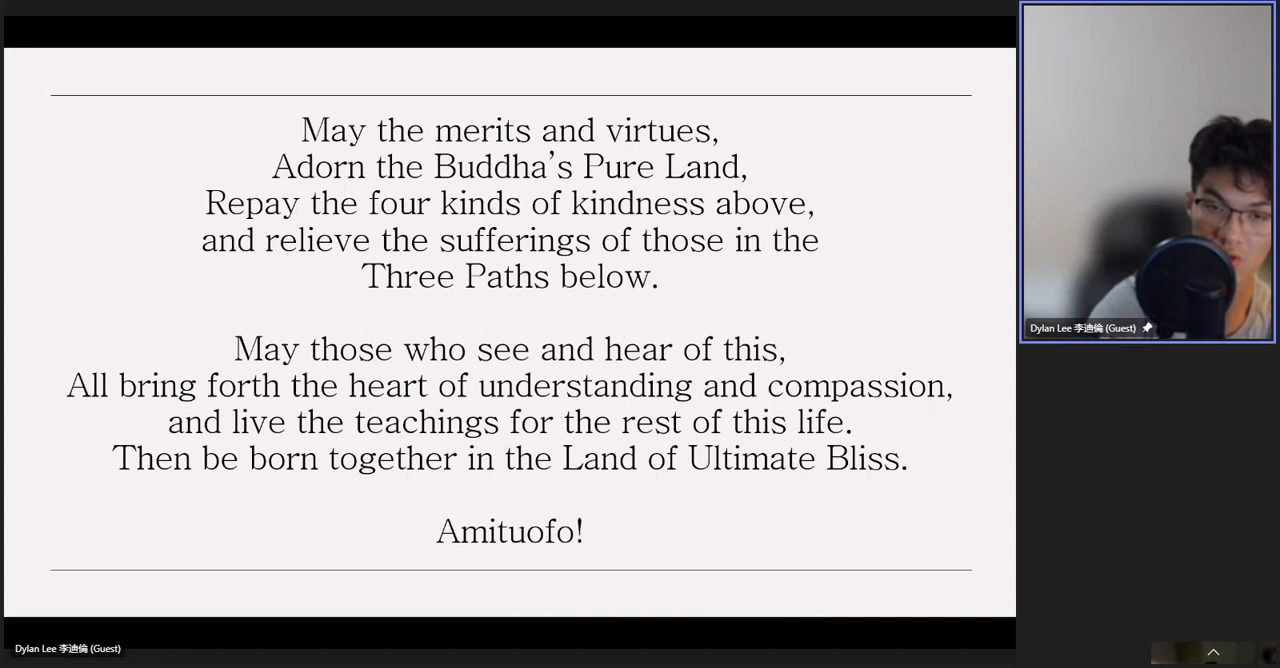 May the merits and virtues,
Adorn the Buddha’s Pure Land,
Repay the four kinds of kindness above,
and relieve the sufferings of those in the
Three Paths below.
May those who see and hear of this,
All bring forth the heart of understanding and compassion,
and live the teachings for the rest of this life.
Then be born together in the Land of Ultimate Bliss.
Amituofo!
Dylan Lee 李迪倫 (Guest)
Dylan Lee 李迪倫 (Guest)